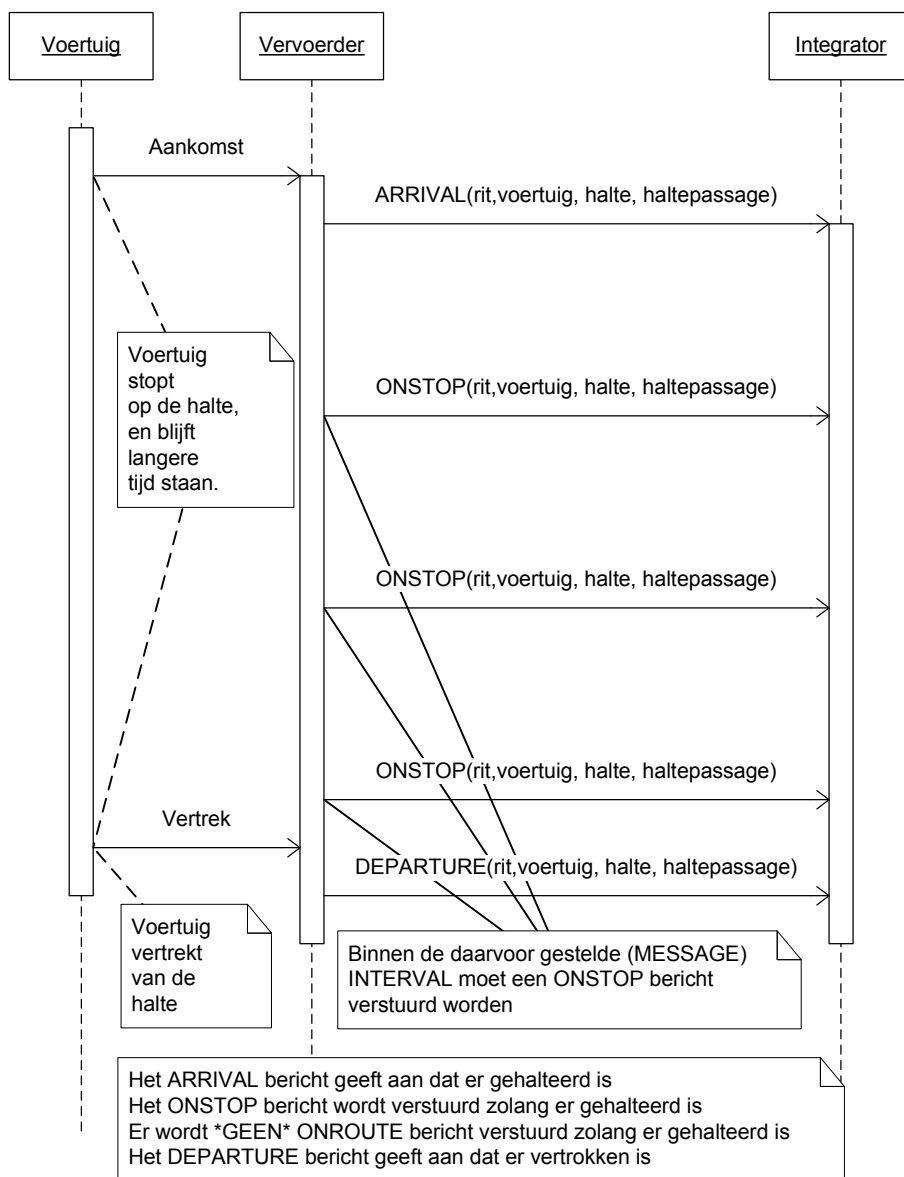 Voertuig
Vervoerder
Integrator
Aankomst
ARRIVAL(rit,voertuig, halte, haltepassage)
Voertuig
stopt
op de halte,
en blijft
langere
tijd staan.
ONSTOP(rit,voertuig, halte, haltepassage)
ONSTOP(rit,voertuig, halte, haltepassage)
ONSTOP(rit,voertuig, halte, haltepassage)
Vertrek
DEPARTURE(rit,voertuig, halte, haltepassage)
Voertuig
vertrekt
van de
halte
Binnen de daarvoor gestelde (MESSAGE)
INTERVAL moet een ONSTOP bericht
verstuurd worden
Het ARRIVAL bericht geeft aan dat er gehalteerd is
Het ONSTOP bericht wordt verstuurd zolang er gehalteerd is
Er wordt *GEEN* ONROUTE bericht verstuurd zolang er gehalteerd is
Het DEPARTURE bericht geeft aan dat er vertrokken is